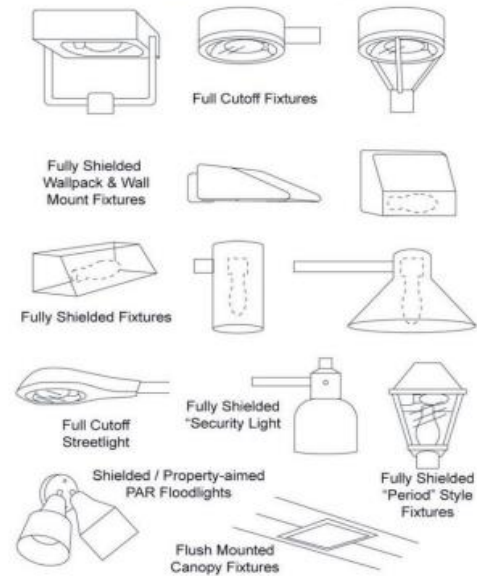 Full Cutoff Fixtures
Fully Shielded
Wallpack & Wall
Mount Fixtures
Fully Shielded Fixtures
Full Cutoff
Streetlight
Fully Shielded
"Security Light
Fully Shielded
"Period" Style
Fixtures
Shielded / Property-aimed
PAR Floodlights
Flush Mounted
Canopy Fixtures